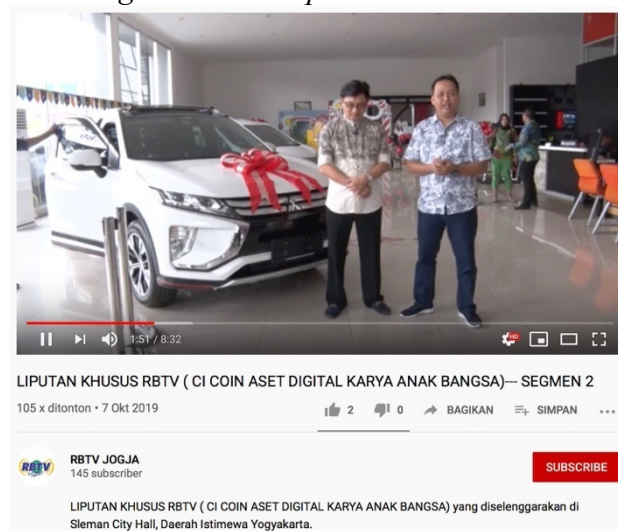 1:51 / 8:32
HD
LIPUTAN KHUSUS RBTV ( CI COIN ASET DIGITAL KARYA ANAK BANGSA)--- SEGMEN 2
105 x ditonton • 7 Okt 2019
2
0
BAGIKAN
SIMPAN
RBTV
RBTV JOGJA
145 subscriber
SUBSCRIBE
LIPUTAN KHUSUS RBTV ( CI COIN ASET DIGITAL KARYA ANAK BANGSA) yang diselenggarakan di
Sleman City Hall, Daerah Istimewa Yogyakarta.